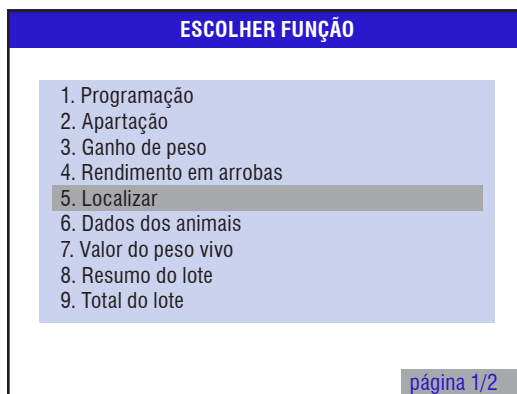 ESCOLHER FUNÇÃO
1. Programação
2. Apartação
3. Ganho de peso
4. Rendimento em arrobas
5. Localizar
6. Dados dos animais
7. Valor do peso vivo
8. Resumo do lote
9. Total do lote
página 1/2